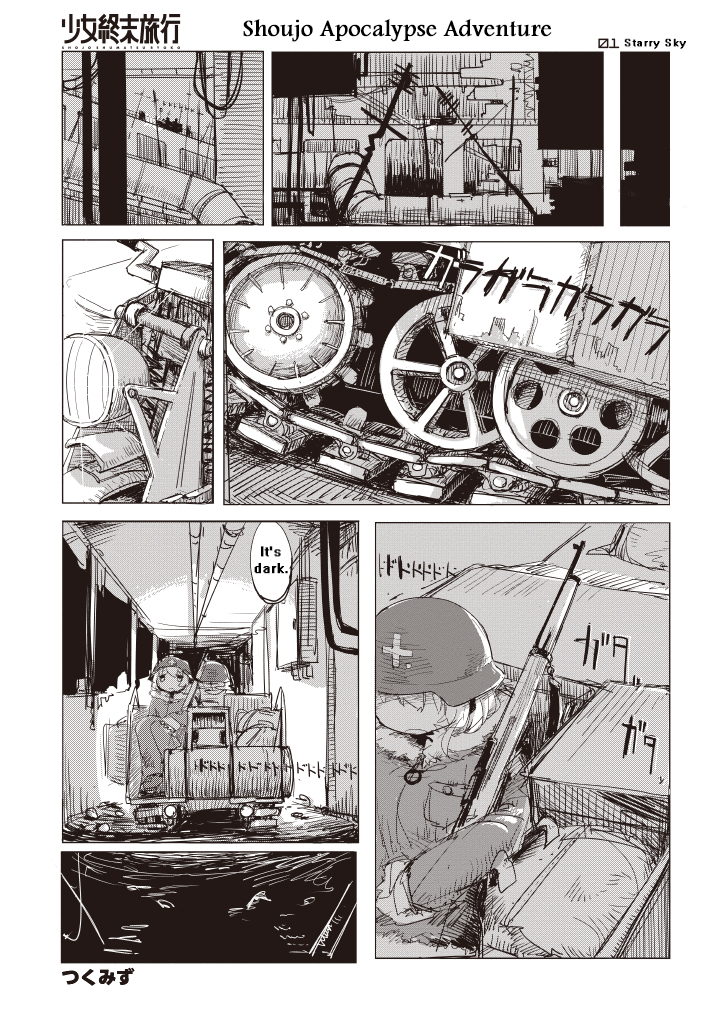 少女終末旅行
SHOUJOSHUMATSURYOKO
Shoujo Apocalypse Adventure
01 Starry Sky
ガラガラガラガラ
It's
dark.
ドドドドドドド
ドドドドドド
ガタ
ガタ
つくみず